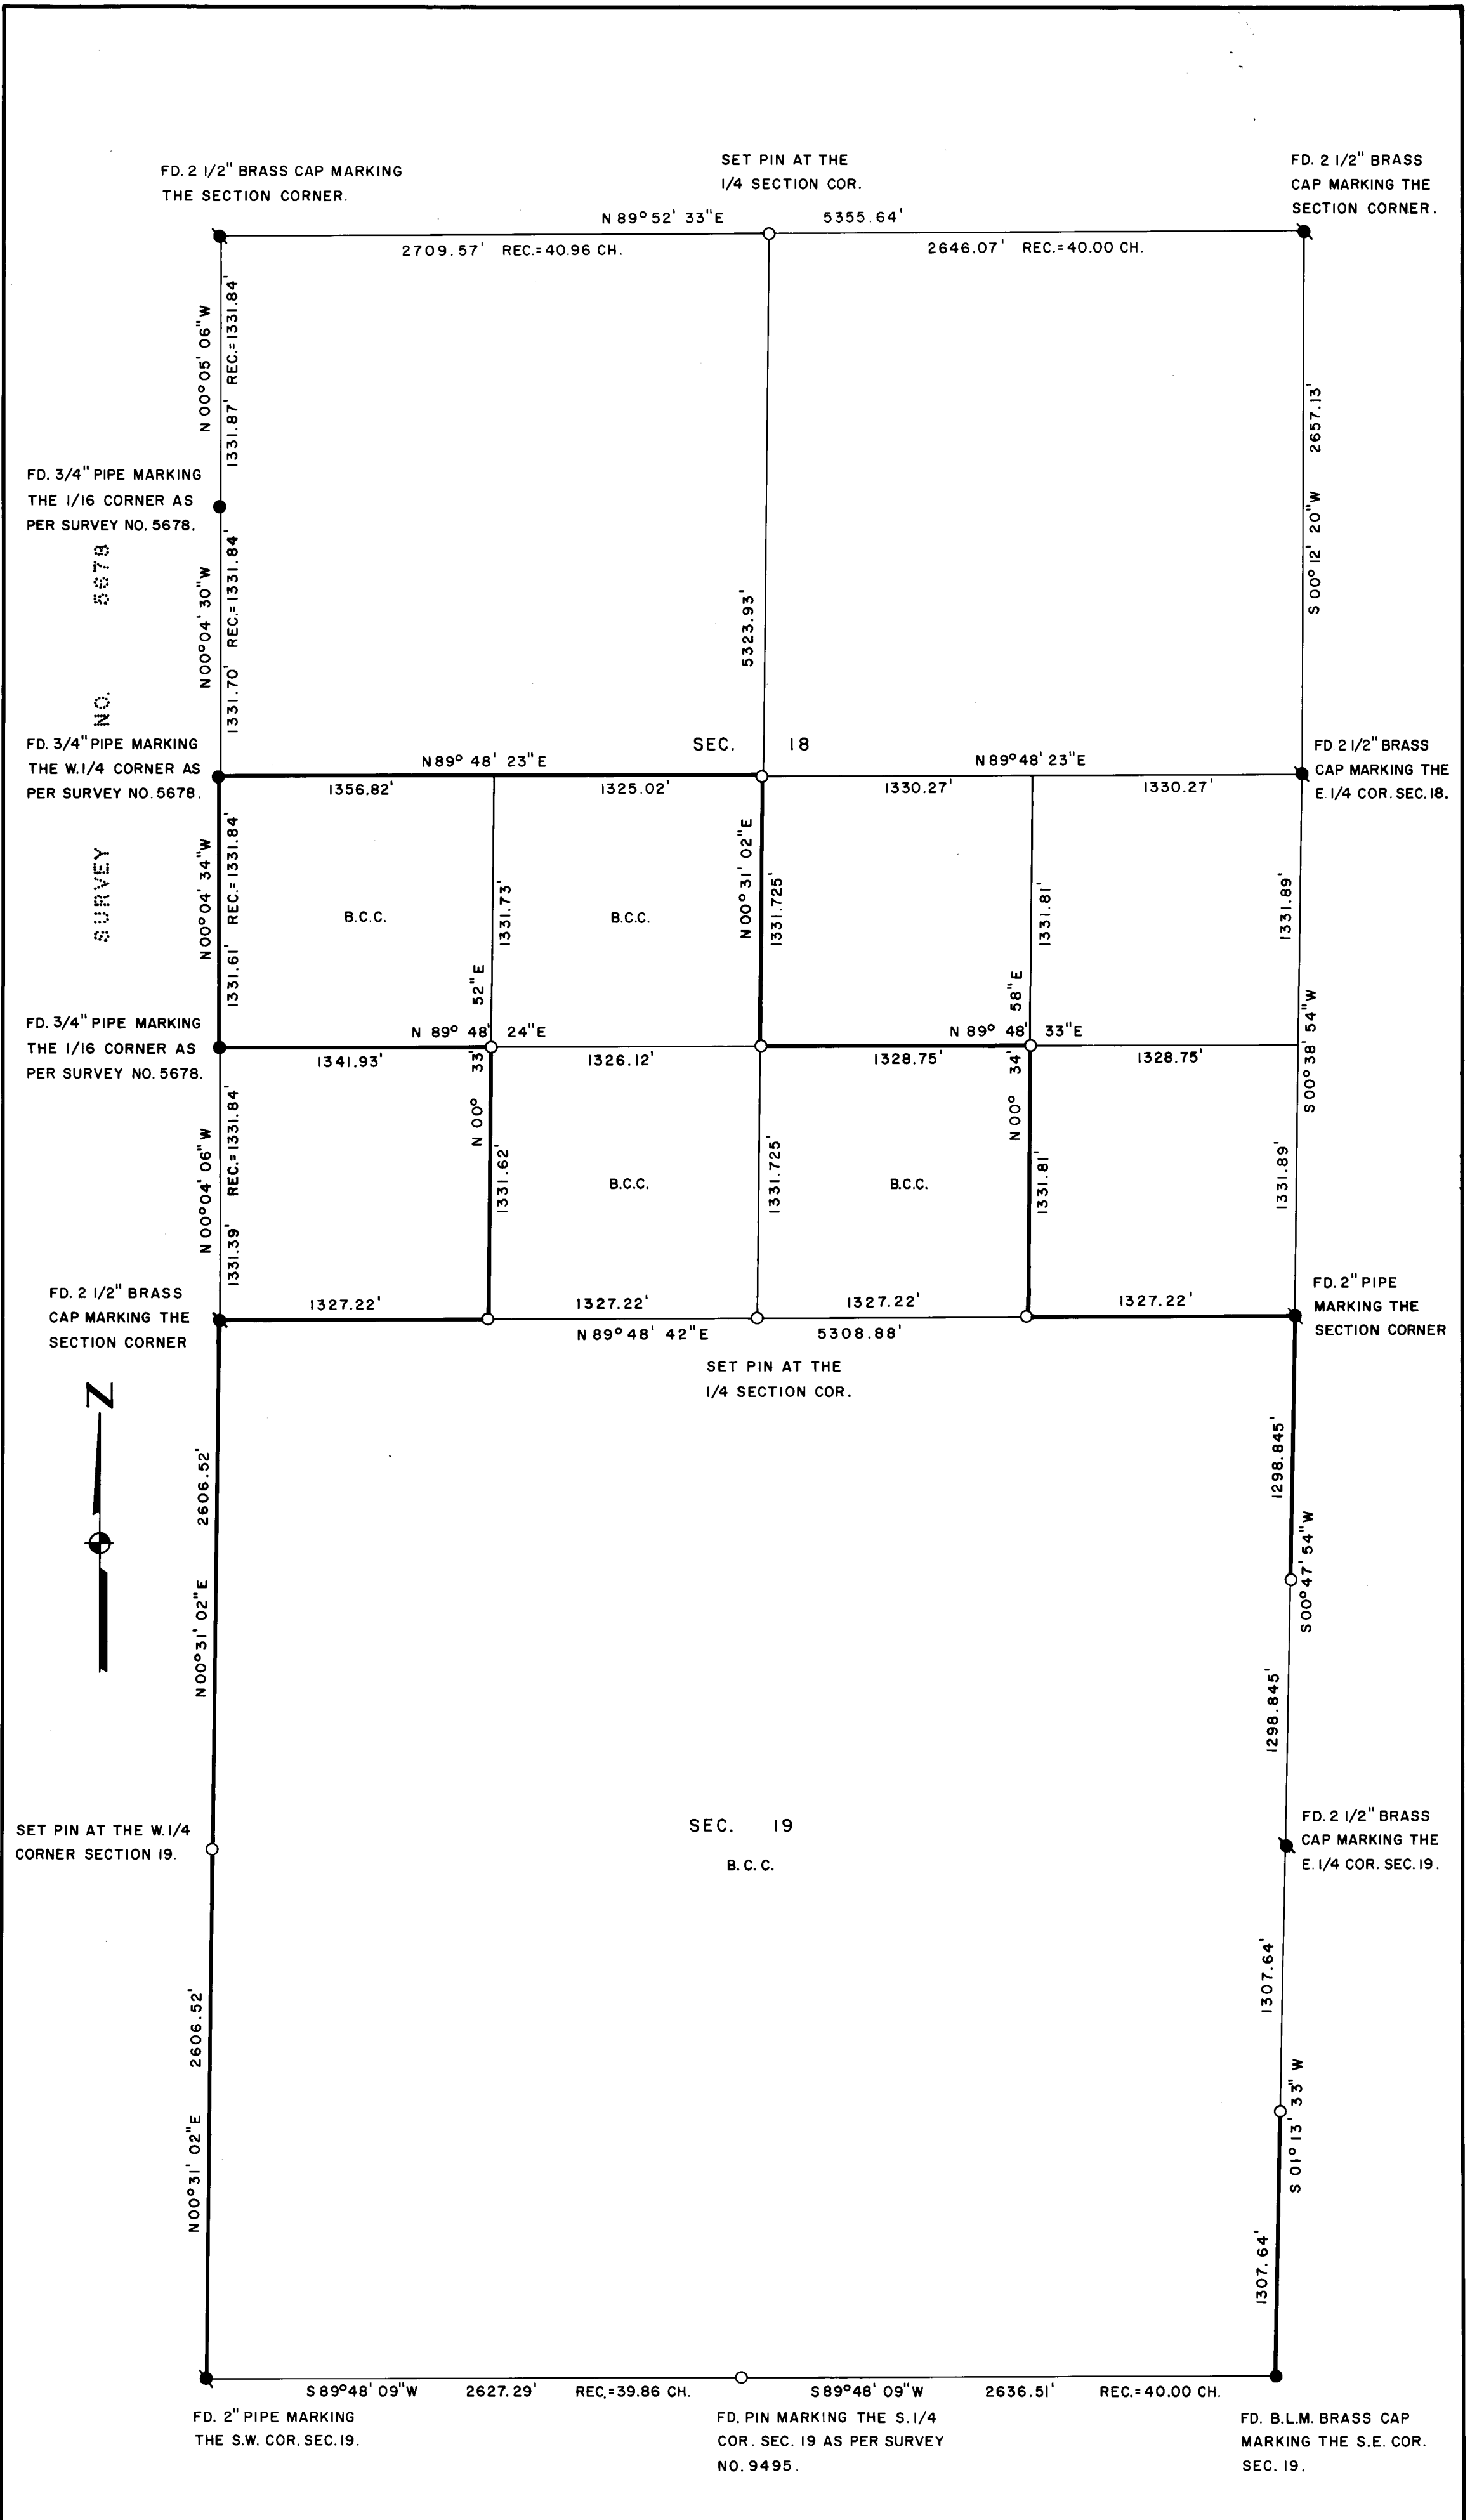 FD. 2 1/2" BRASS CAP MARKING
THE SECTION CORNER.
SET PIN AT THE
1/4 SECTION COR.
FD. 2 1/2" BRASS
CAP MARKING THE
SECTION CORNER.
N 89° 52' 33"E 5355.64'
2709.57' REC.=40.96 CH.
2646.07' REC.=40.00 CH.
N 00° 05' 06"W
1331.87' REC.=1331.84'
2657.13'
S 00° 12' 20"W
FD. 3/4" PIPE MARKING
THE 1/16 CORNER AS
PER SURVEY NO. 5678.
SURVEY NO. 5878
N 00° 04' 30"W
1331.70' REC.=1331.84'
5323.93'
SEC. 18
FD. 3/4" PIPE MARKING
THE W.1/4 CORNER AS
PER SURVEY NO. 5678.
N 89° 48' 23"E
N 89° 48' 23"E
1356.82'
1325.02'
1330.27'
1330.27'
FD. 2 1/2" BRASS
CAP MARKING THE
E. 1/4 COR. SEC. 18.
N 00° 04' 34"W
1331.61' REC.=1331.84'
B.C.C.
1331.73'
B.C.C.
N 00° 31' 02"E
1331.725'
1331.81'
1331.89'
FD. 3/4" PIPE MARKING
THE 1/16 CORNER AS
PER SURVEY NO. 5678.
N 89° 48' 24"E
N 89° 48' 33"E
1341.93'
1326.12'
1328.75'
1328.75'
N 00° 33' 52"E
N 00° 34' 58"E
S 00° 38' 54"W
N 00° 04' 06"W
1331.39' REC.=1331.84'
1331.62'
B.C.C.
1331.725'
B.C.C.
1331.81'
1331.89'
FD. 2 1/2" BRASS
CAP MARKING THE
SECTION CORNER
1327.22'
1327.22'
1327.22'
1327.22'
N 89° 48' 42"E 5308.88'
FD. 2" PIPE
MARKING THE
SECTION CORNER
SET PIN AT THE
1/4 SECTION COR.
N
2606.52'
N 00° 31' 02"E
1298.845'
S 00° 47' 54"W
1298.845'
SET PIN AT THE W.1/4
CORNER SECTION 19.
SEC. 19
B.C.C.
FD. 2 1/2" BRASS
CAP MARKING THE
E. 1/4 COR. SEC. 19.
2606.52'
N 00° 31' 02"E
1307.64'
S 01° 13' 33" W
1307.64'
S 89° 48' 09"W 2627.29' REC.=39.86 CH.
S 89° 48' 09"W 2636.51' REC.=40.00 CH.
FD. 2" PIPE MARKING
THE S.W. COR. SEC. 19.
FD. PIN MARKING THE S. 1/4
COR. SEC. 19 AS PER SURVEY
NO. 9495.
FD. B.L.M. BRASS CAP
MARKING THE S.E. COR.
SEC. 19.